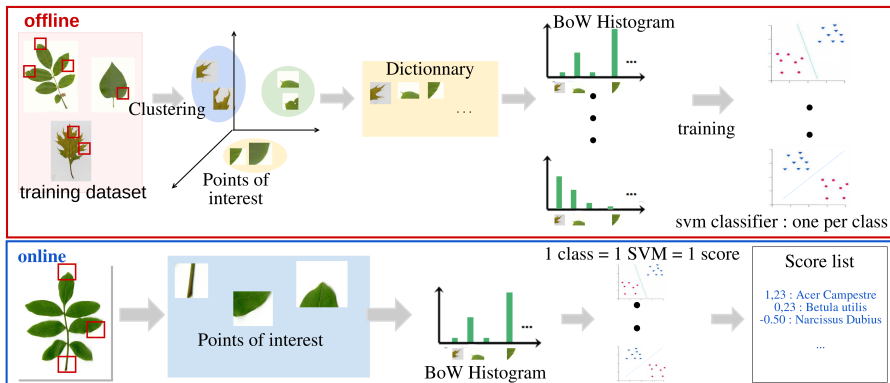 offline
training dataset
Clustering
Points of
interest
Dictionnary
...
BoW Histogram
...
...
training
svm classifier : one per class
online
Points of interest
BoW Histogram
...
1 class = 1 SVM = 1 score
Score list
1,23 : Acer Campestre
0,23 : Betula utilis
-0.50 : Narcissus Dubius
...